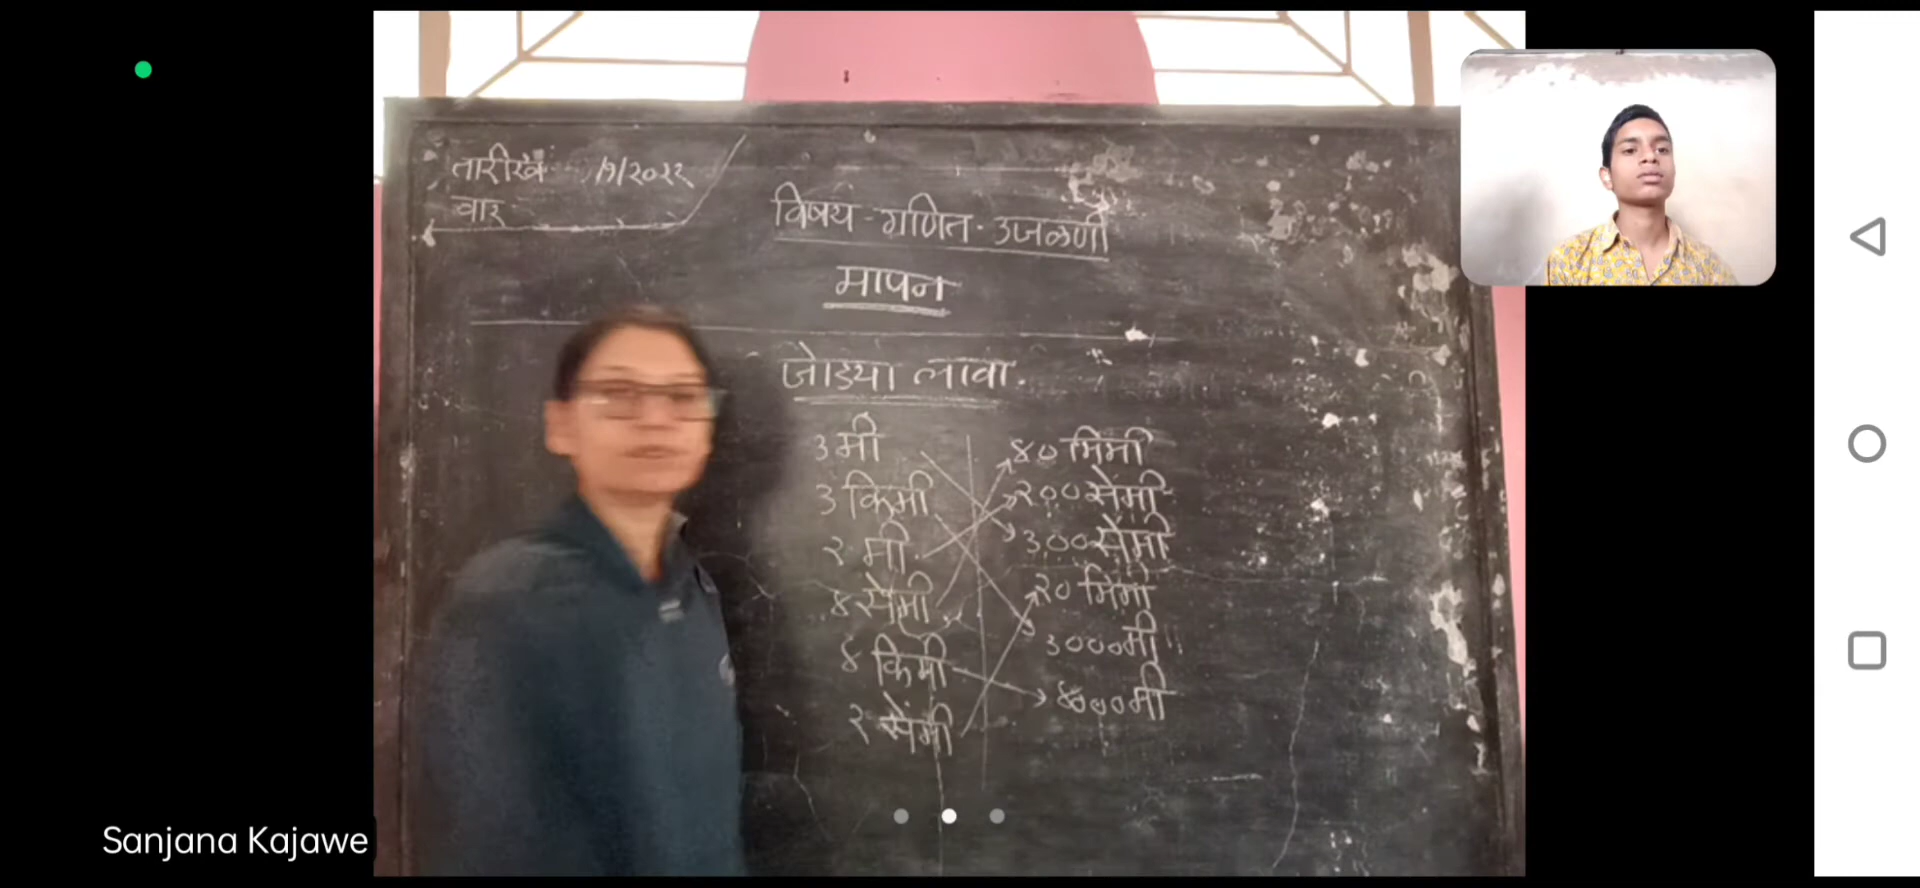 तारीख /१/२०२२
वार
विषय - गणित. उजळणी
मापन
जोड्या लावा.
३ मी ४० मिमी
३ किमी २०० सेंमी
२ मी ३०० सेंमी
४ सेंमी २० मिमी
४ किमी ३००० मी
२ सेंमी ४००० मी
Sanjana Kajawe